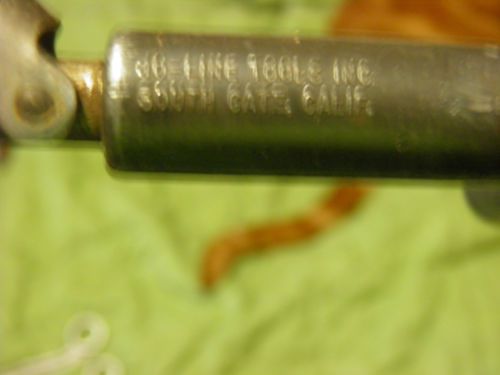 LINE TOOLS INC.
SOUTH GATE, CALIF.